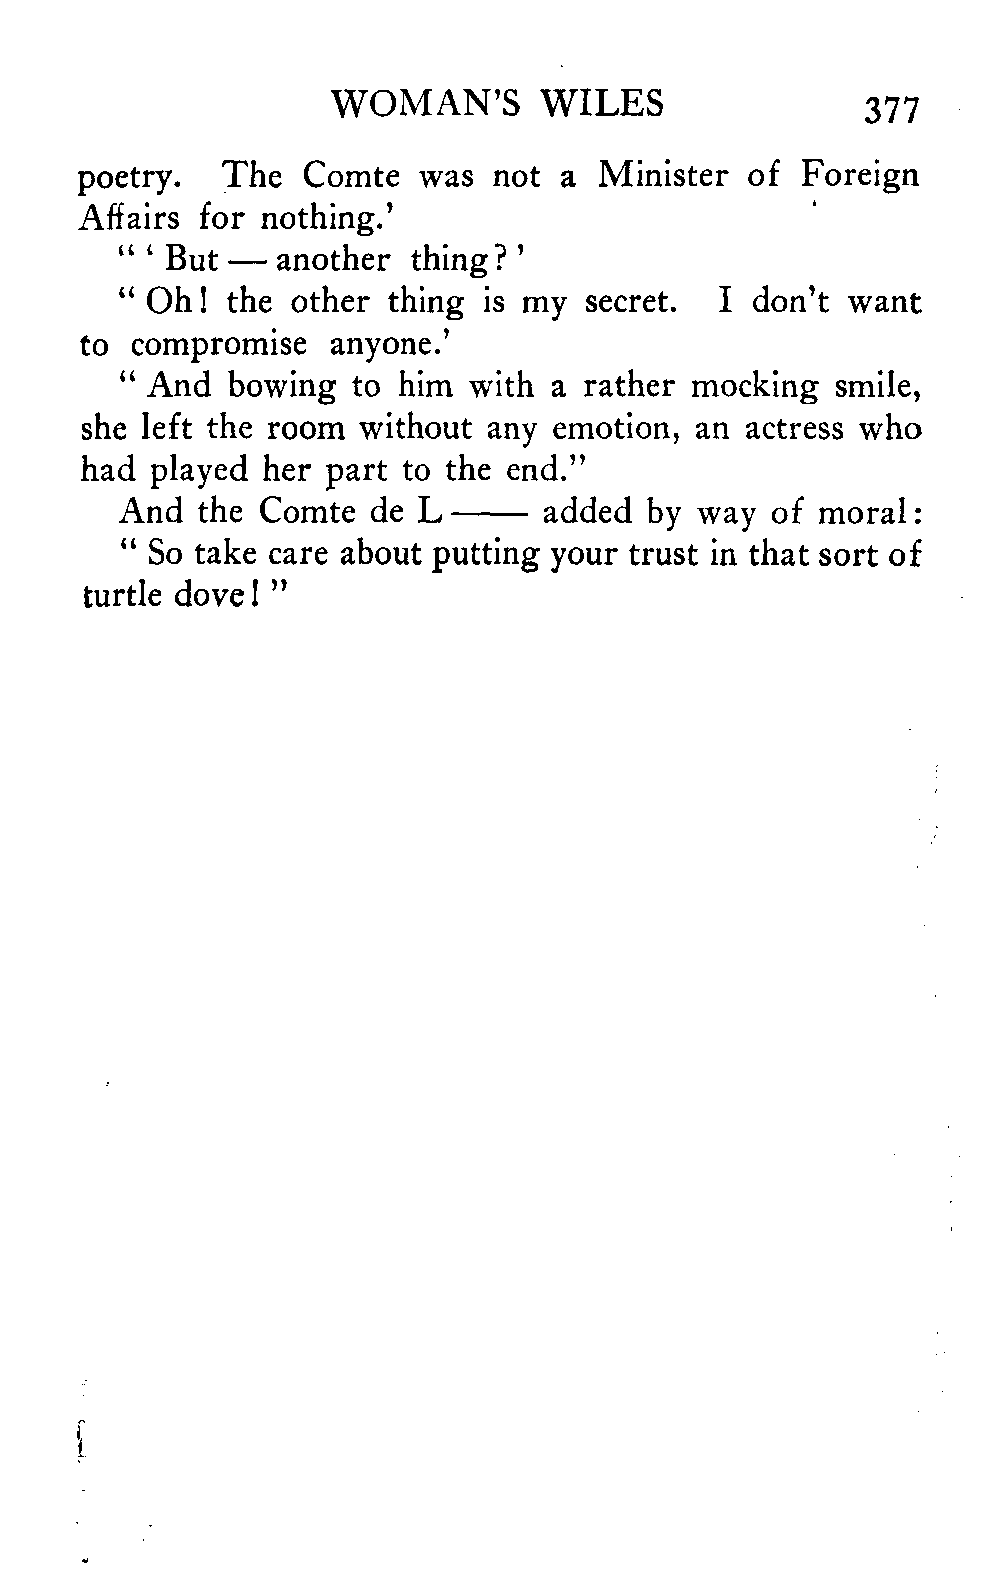 WOMAN'S WILES 377
poetry. The Comte was not a Minister of Foreign
Affairs for nothing.'
“ ‘ But — another thing? ’
“ Oh! the other thing is my secret. I don't want
to compromise anyone.’
“ And bowing to him with a rather mocking smile,
she left the room without any emotion, an actress who
had played her part to the end.”
And the Comte de L—— added by way of moral:
“ So take care about putting your trust in that sort of
turtle dove! ”